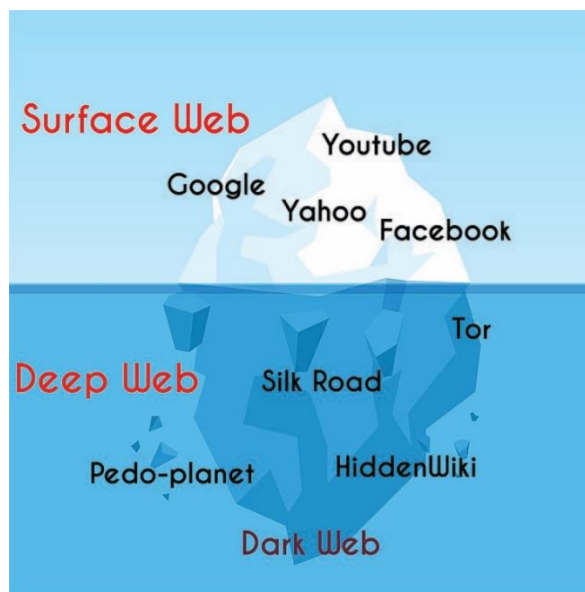 Surface Web
Youtube
Google
Yahoo
Facebook
Tor
Deep Web
Silk Road
Pedo-planet
HiddenWiki
Dark Web